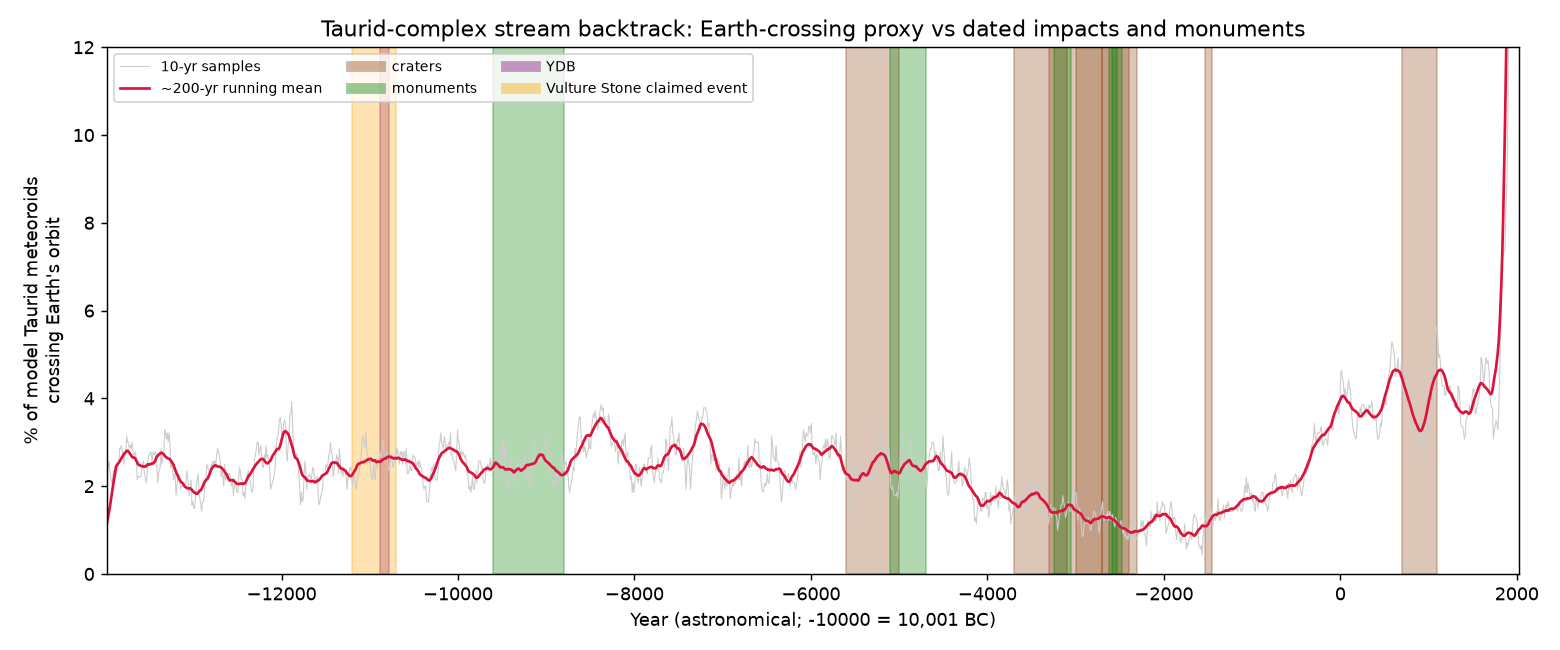 Taurid-complex stream backtrack: Earth-crossing proxy vs dated impacts and monuments
12
10
8
6
4
2
0
% of model Taurid meteoroids
crossing Earth's orbit
10-yr samples
~200-yr running mean
craters
monuments
YDB
Vulture Stone claimed event
−12000
−10000
−8000
−6000
−4000
−2000
0
2000
Year (astronomical; -10000 = 10,001 BC)